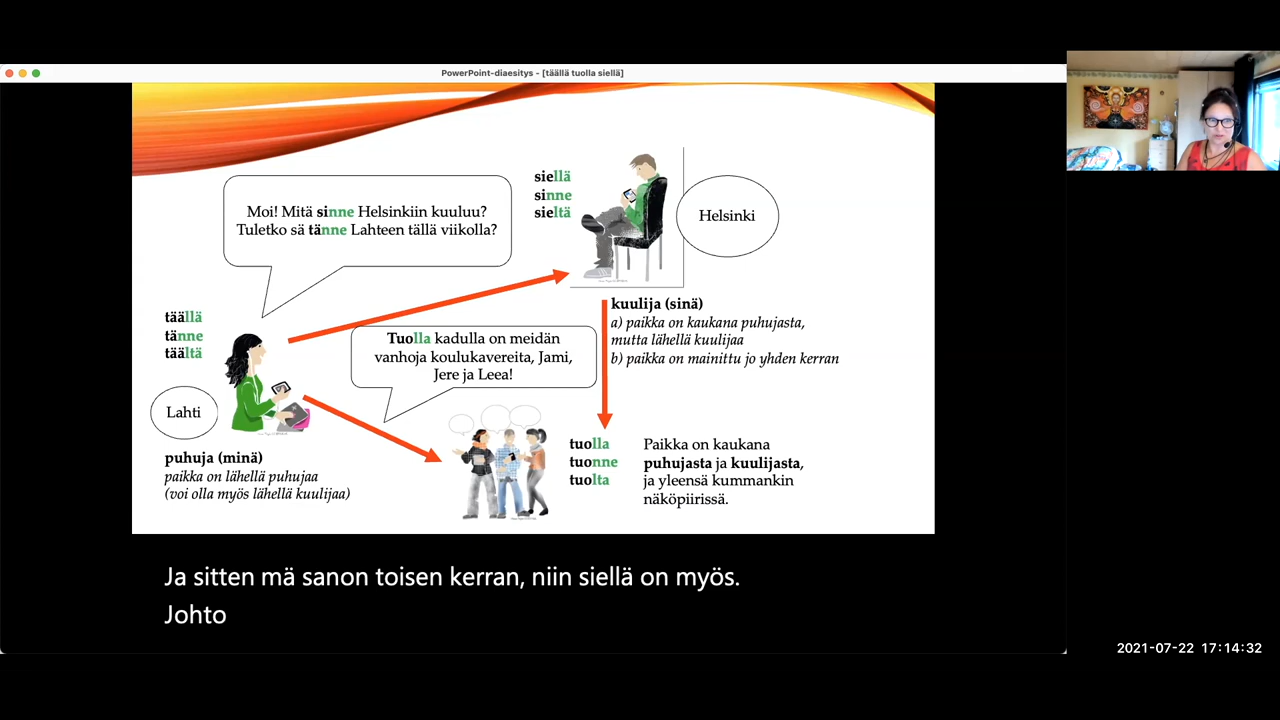 PowerPoint-diaesitys - [täällä tuolla siellä]
Moi! Mitä sinne Helsinkiin kuuluu?
Tuletko sä tänne Lahteen tällä viikolla?
siellä
sinne
sieltä
Helsinki
täällä
tänne
täältä
Lahti
puhuja (minä)
paikka on lähellä puhujaa
(voi olla myös lähellä kuulijaa)
Tuolla kadulla on meidän
vanhoja koulukavereita, Jami,
Jere ja Leea!
kuulija (sinä)
a) paikka on kaukana puhujasta,
mutta lähellä kuulijaa
b) paikka on mainittu jo yhden kerran
tuolla
tuonne
tuolta
Paikka on kaukana
puhujasta ja kuulijasta,
ja yleensä kummankin
näköpiirissä.
Ja sitten mä sanon toisen kerran, niin siellä on myös.
Johto
2021-07-22 17:14:32